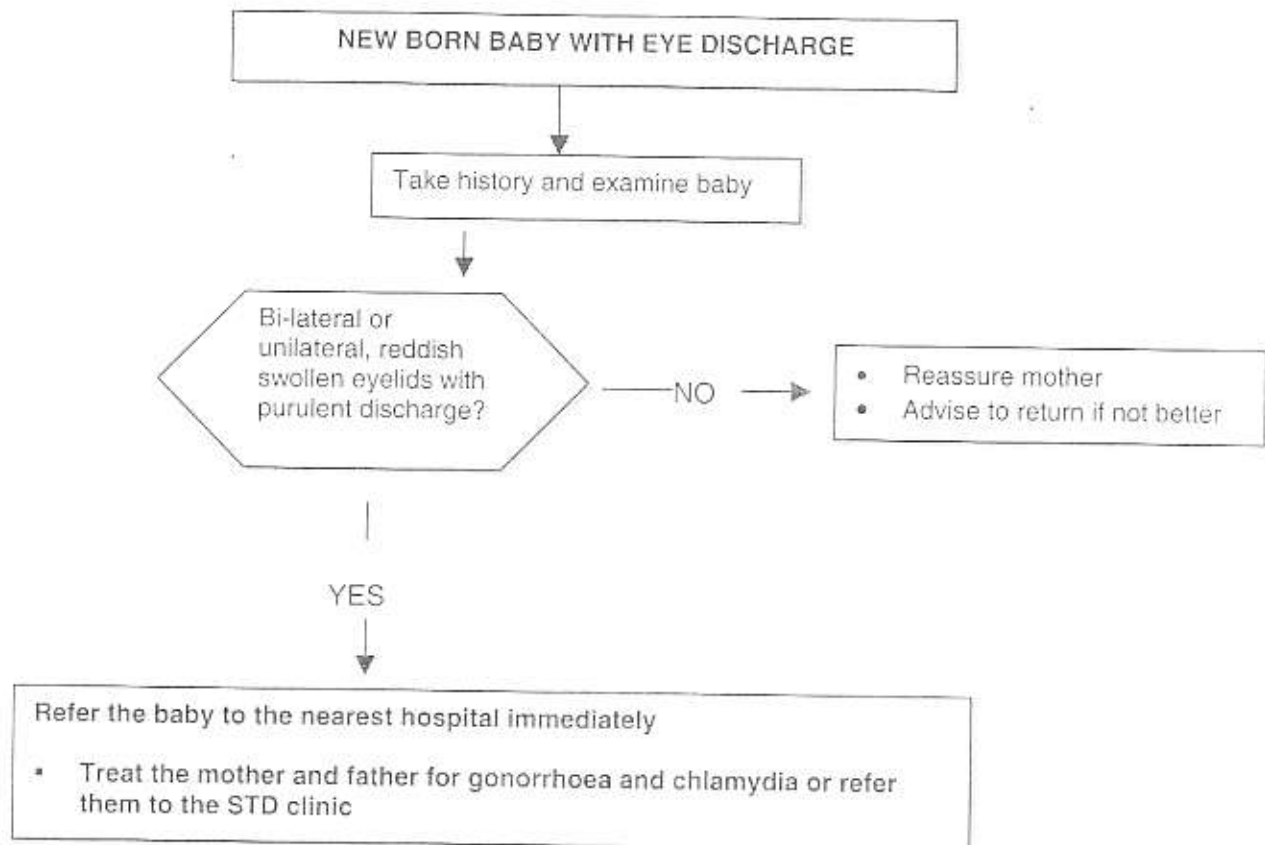 NEW BORN BABY WITH EYE DISCHARGE
Take history and examine baby
Bi-lateral or
unilateral, reddish
swollen eyelids with
purulent discharge?
NO
• Reassure mother
• Advise to return if not better
YES
Refer the baby to the nearest hospital immediately
▪ Treat the mother and father for gonorrhoea and chlamydia or refer
them to the STD clinic